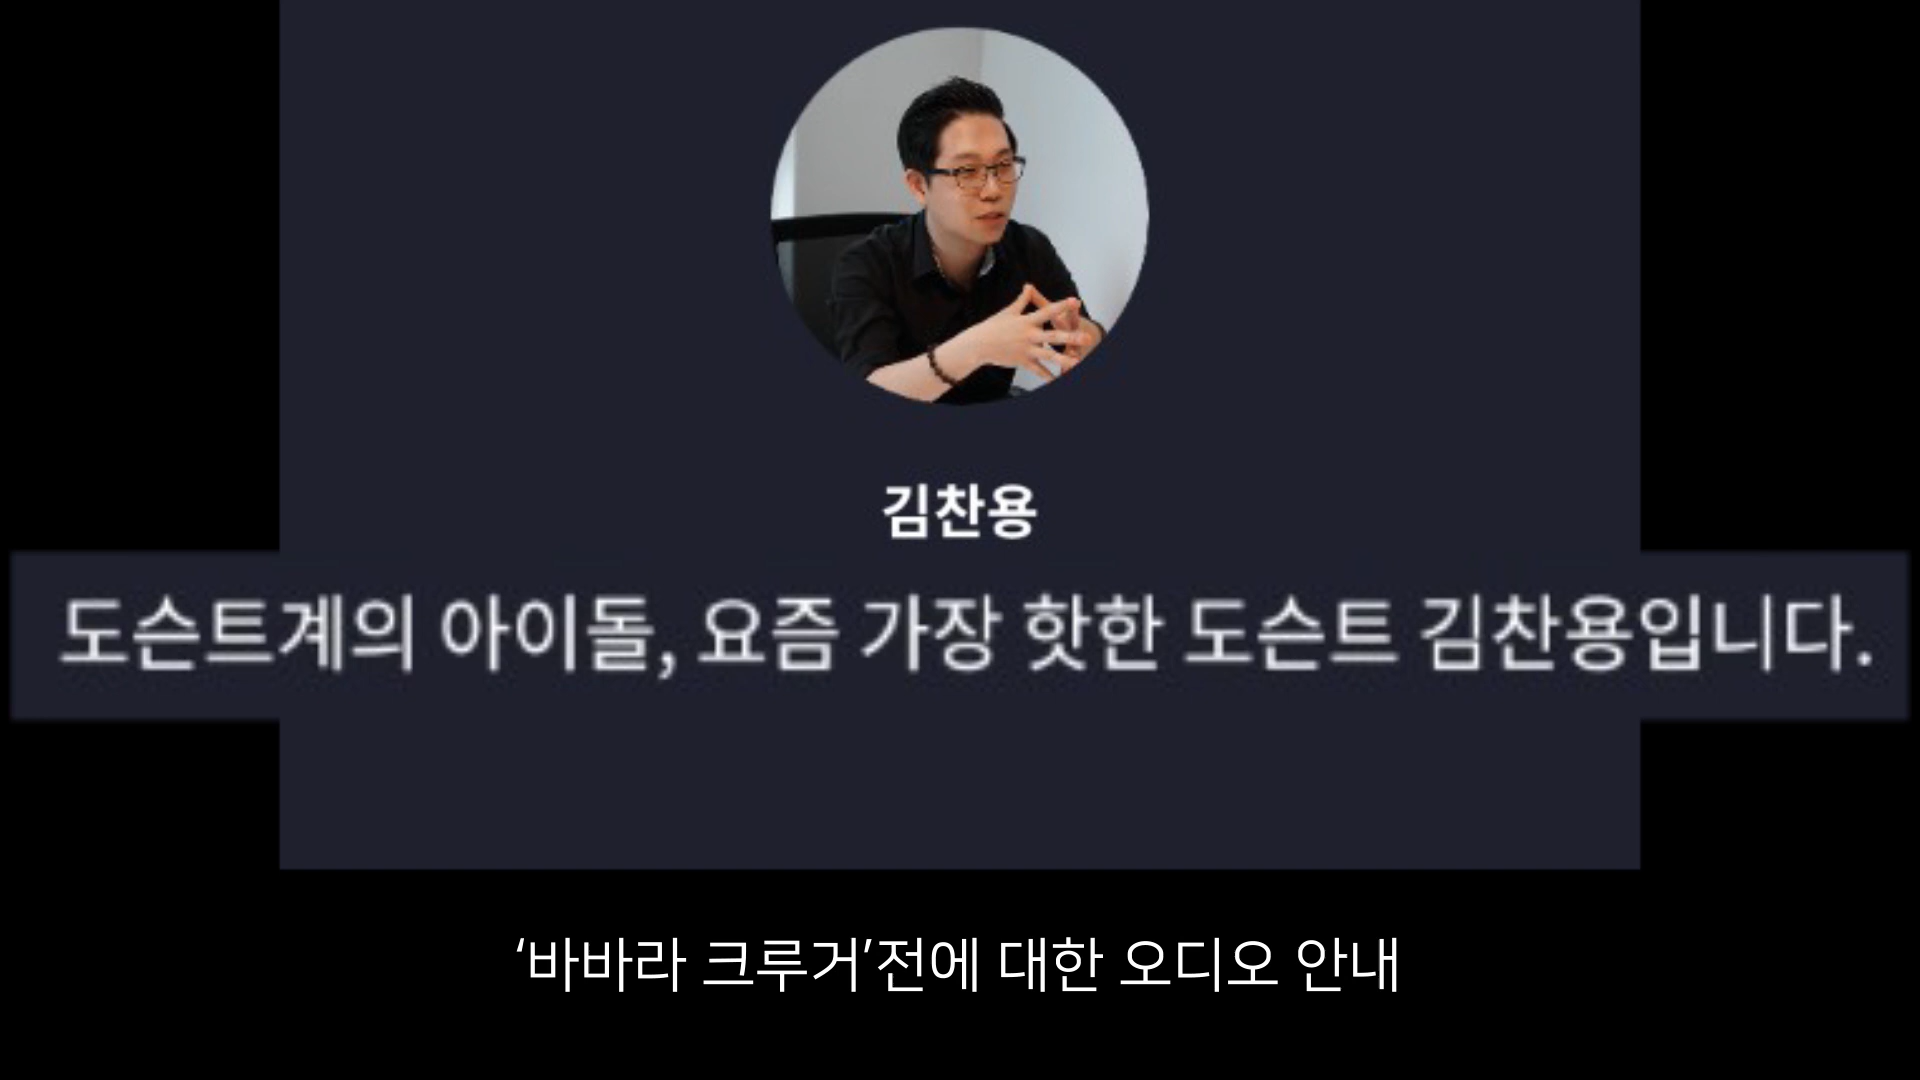 김찬용
도슨트계의 아이돌, 요즘 가장 핫한 도슨트 김찬용입니다.
‘바바라 크루거’전에 대한 오디오 안내